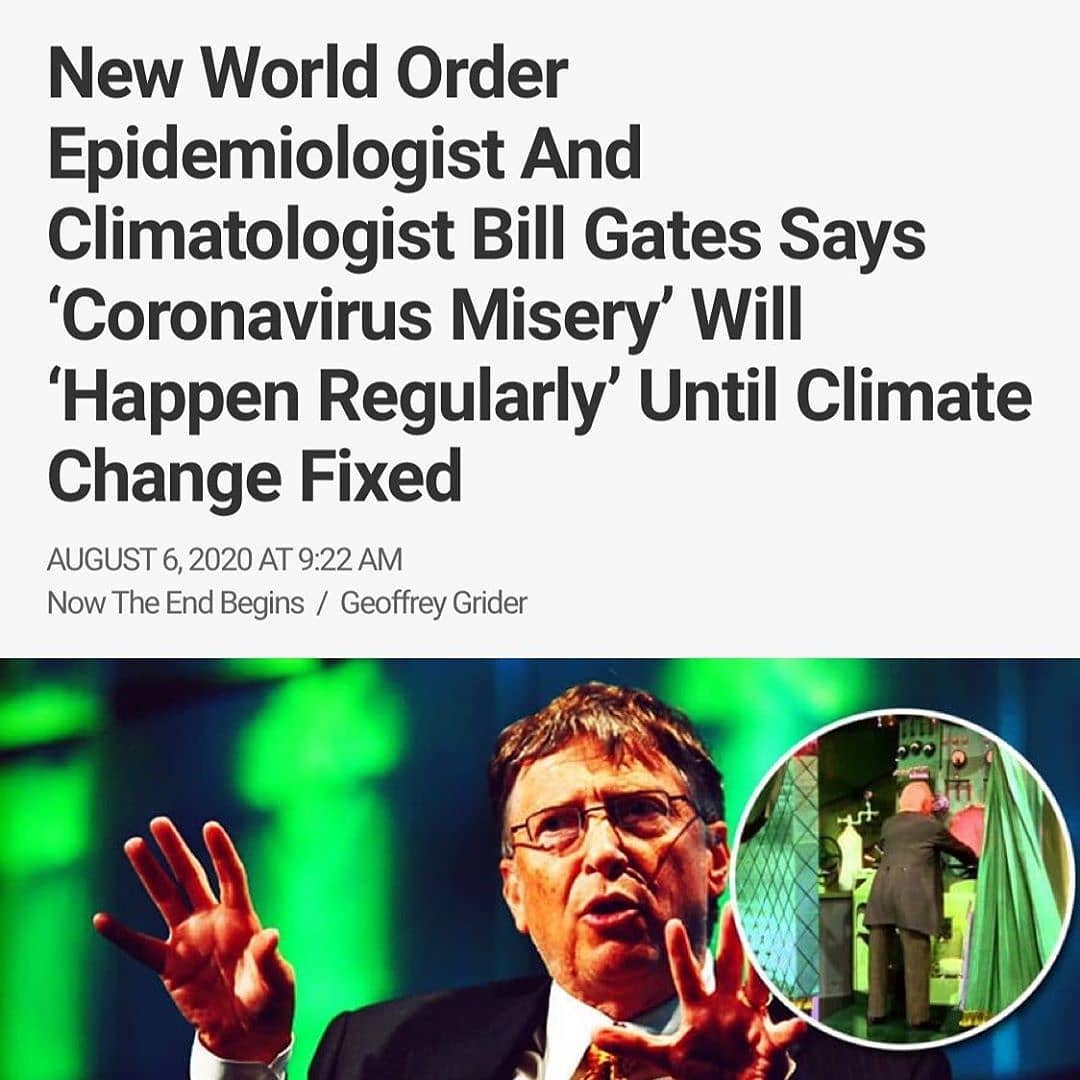 New World Order
Epidemiologist And
Climatologist Bill Gates Says
‘Coronavirus Misery’ Will
‘Happen Regularly’ Until Climate
Change Fixed
AUGUST 6, 2020 AT 9:22 AM
Now The End Begins / Geoffrey Grider